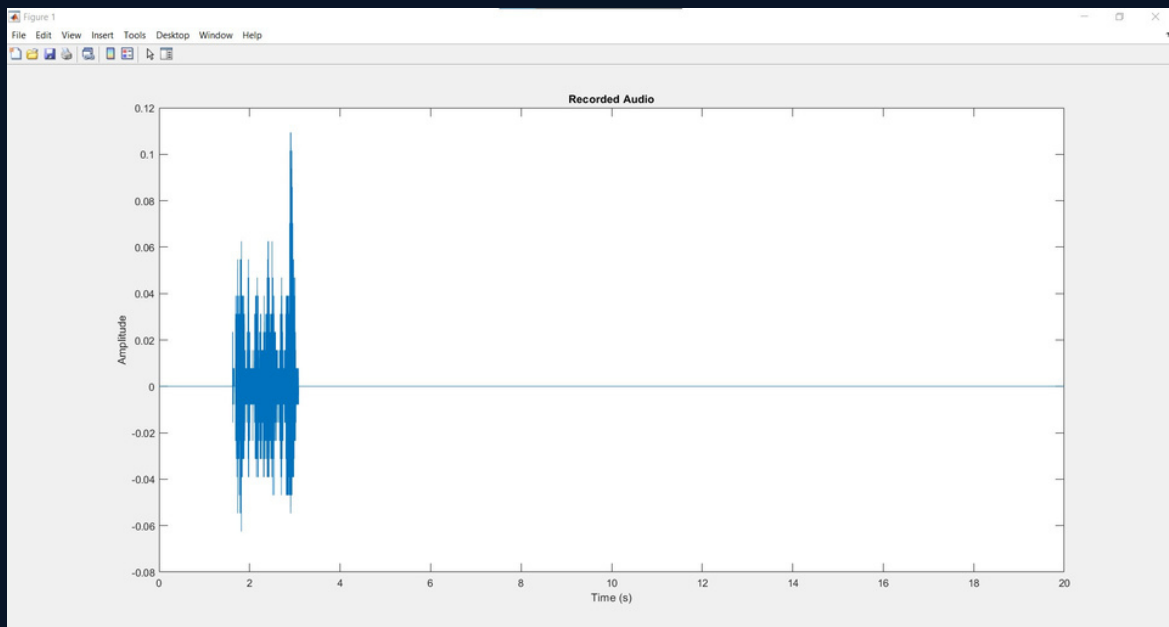 Figure 1
File Edit View Insert Tools Desktop Window Help
Recorded Audio
0.12
0.1
0.08
0.06
0.04
0.02
0
-0.02
-0.04
-0.06
-0.08
Amplitude
0 2 4 6 8 10 12 14 16 18 20
Time (s)